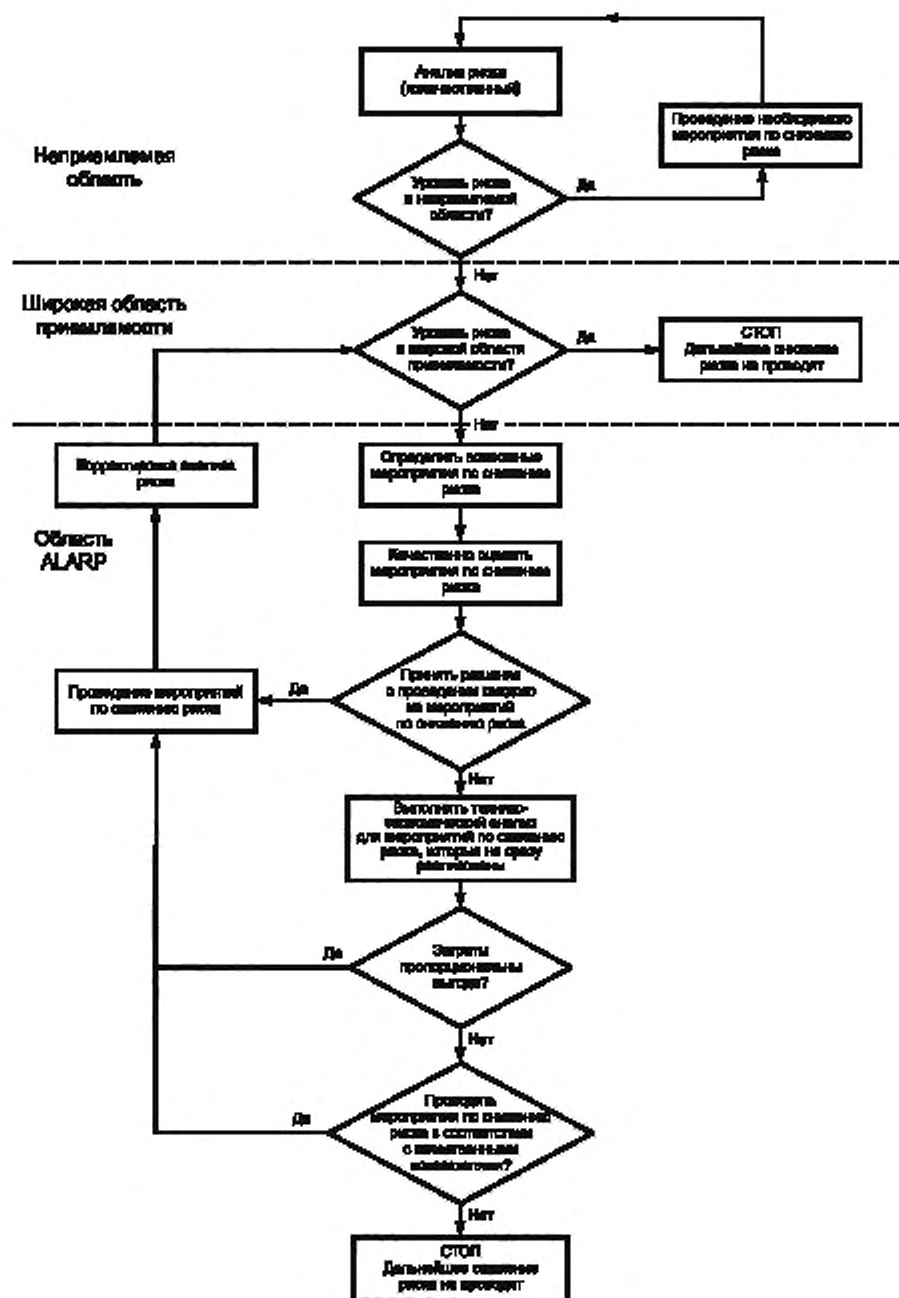 Анализ риска
(количественный)
Проведение необходимого
мероприятия по снижению
риска
Неприемлемая
область
Уровень риска
в неприемлемой
области?
Да
Нет
Широкая область
приемлемости
Уровень риска
в широкой области
приемлемости?
Да
СТОП
Дальнейшее снижение
риска не проводят
Нет
Корректировка анализа
риска
Определить возможные
мероприятия по снижению
риска
Область
ALARP
Качественно оценить
мероприятия по снижению
риска
Проведение мероприятий
по снижению риска
Да
Принять решение
о проведении каждого
из мероприятий
по снижению риска
Нет
Выполнить технико-
экономический анализ
для мероприятий по снижению
риска, которые не сразу
реализованы
Да
Затраты
пропорциональны
выгоде?
Нет
Да
Проводить
мероприятия по снижению
риска в соответствии
с качественными
Нет
СТОП
Дальнейшее снижение
риска не проводят